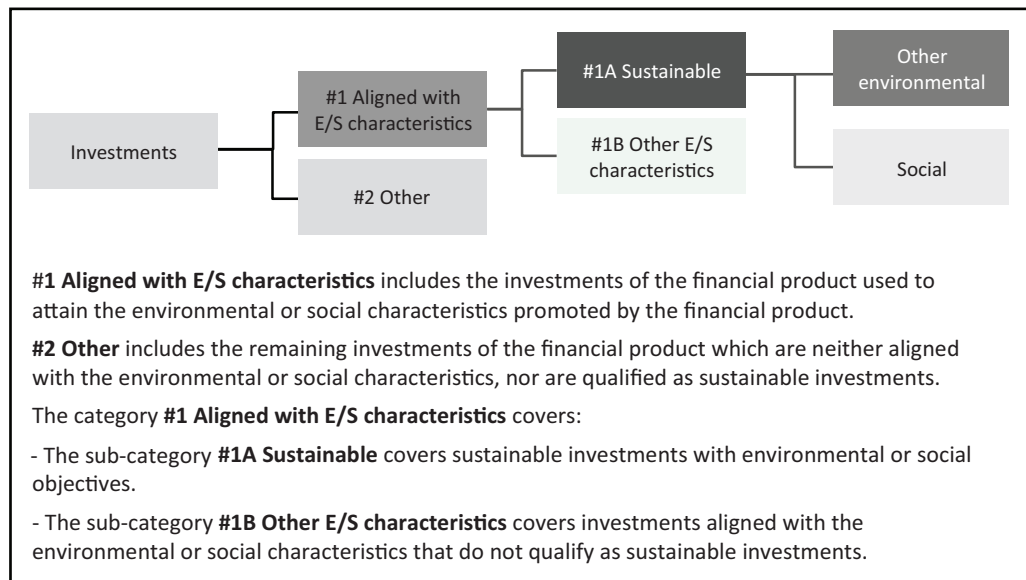 Investments
#1 Aligned with
E/S characteristics
#2 Other
#1A Sustainable
#1B Other E/S
characteristics
Other
environmental
Social
#1 Aligned with E/S characteristics includes the investments of the financial product used to
attain the environmental or social characteristics promoted by the financial product.
#2 Other includes the remaining investments of the financial product which are neither aligned
with the environmental or social characteristics, nor are qualified as sustainable investments.
The category #1 Aligned with E/S characteristics covers:
- The sub-category #1A Sustainable covers sustainable investments with environmental or social
objectives.
- The sub-category #1B Other E/S characteristics covers investments aligned with the
environmental or social characteristics that do not qualify as sustainable investments.